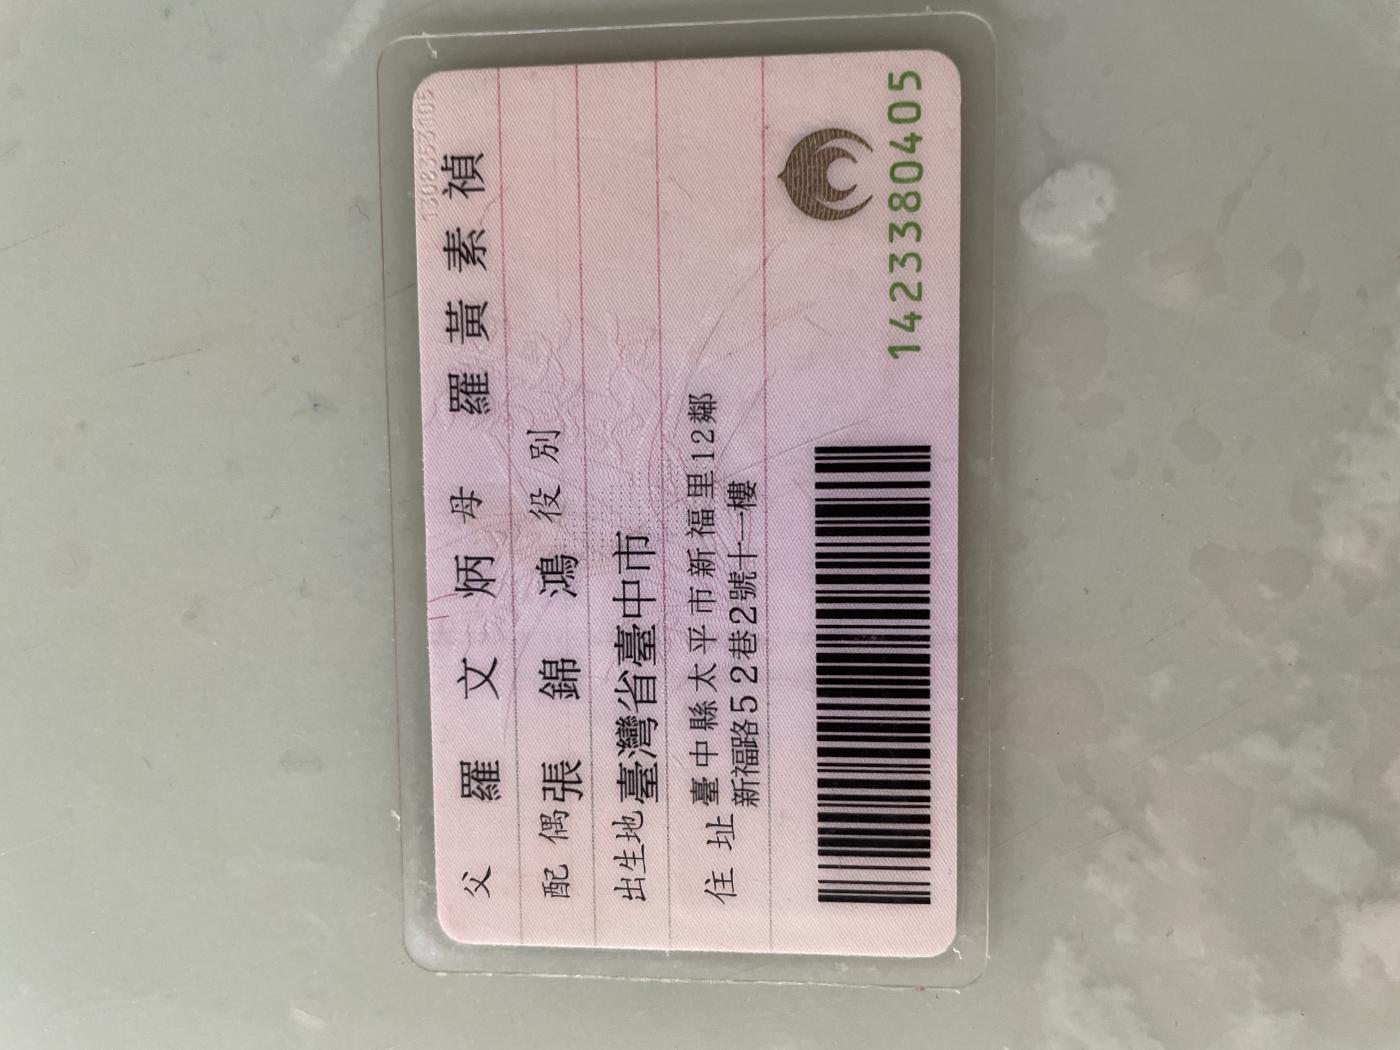 父 羅文炳 母 羅黃素禎
配偶 張錦鴻 役別
出生地 臺灣省臺中市
住址 臺中縣太平市新福里12鄰
新福路52巷2號十一樓
1423380405